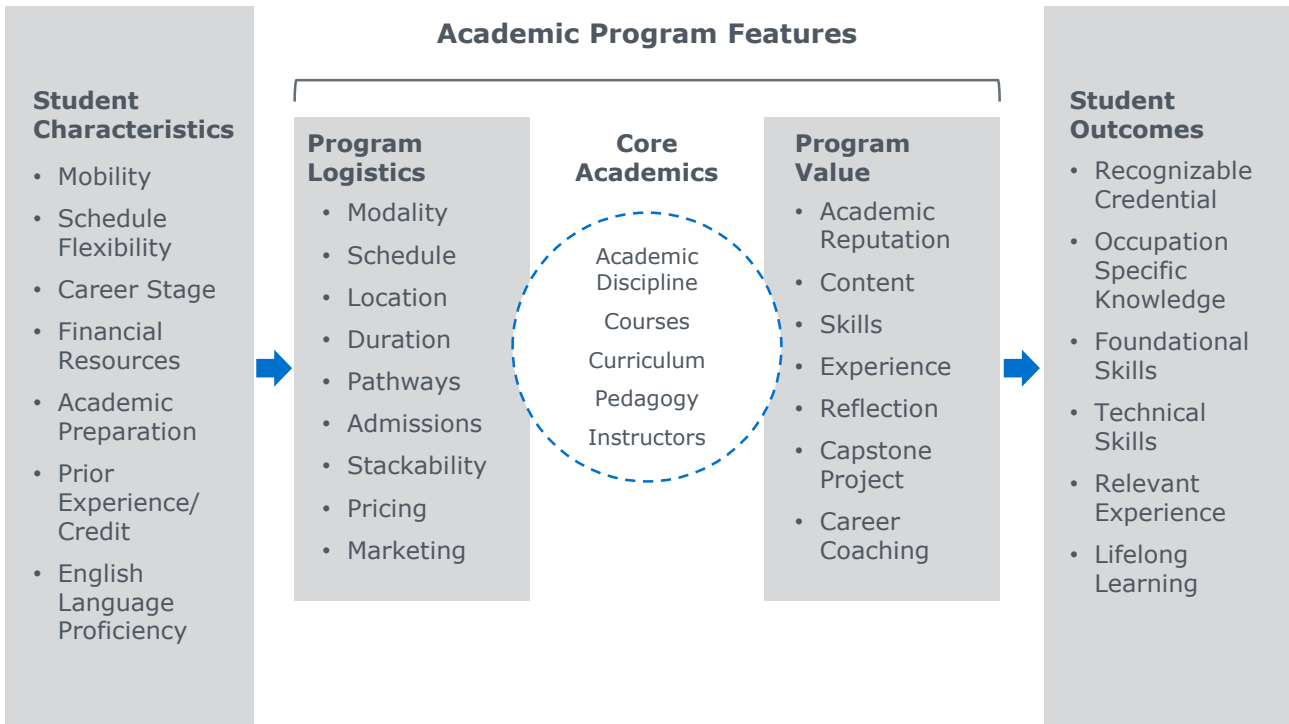 Academic Program Features
Student
Characteristics
• Mobility
• Schedule
Flexibility
• Career Stage
• Financial
Resources
• Academic
Preparation
• Prior
Experience/
Credit
• English
Language
Proficiency
Program
Logistics
• Modality
• Schedule
• Location
• Duration
• Pathways
• Admissions
• Stackability
• Pricing
• Marketing
Core
Academics
Academic
Discipline
Courses
Curriculum
Pedagogy
Instructors
Program
Value
• Academic
Reputation
• Content
• Skills
• Experience
• Reflection
• Capstone
Project
• Career
Coaching
Student
Outcomes
• Recognizable
Credential
• Occupation
Specific
Knowledge
• Foundational
Skills
• Technical
Skills
• Relevant
Experience
• Lifelong
Learning